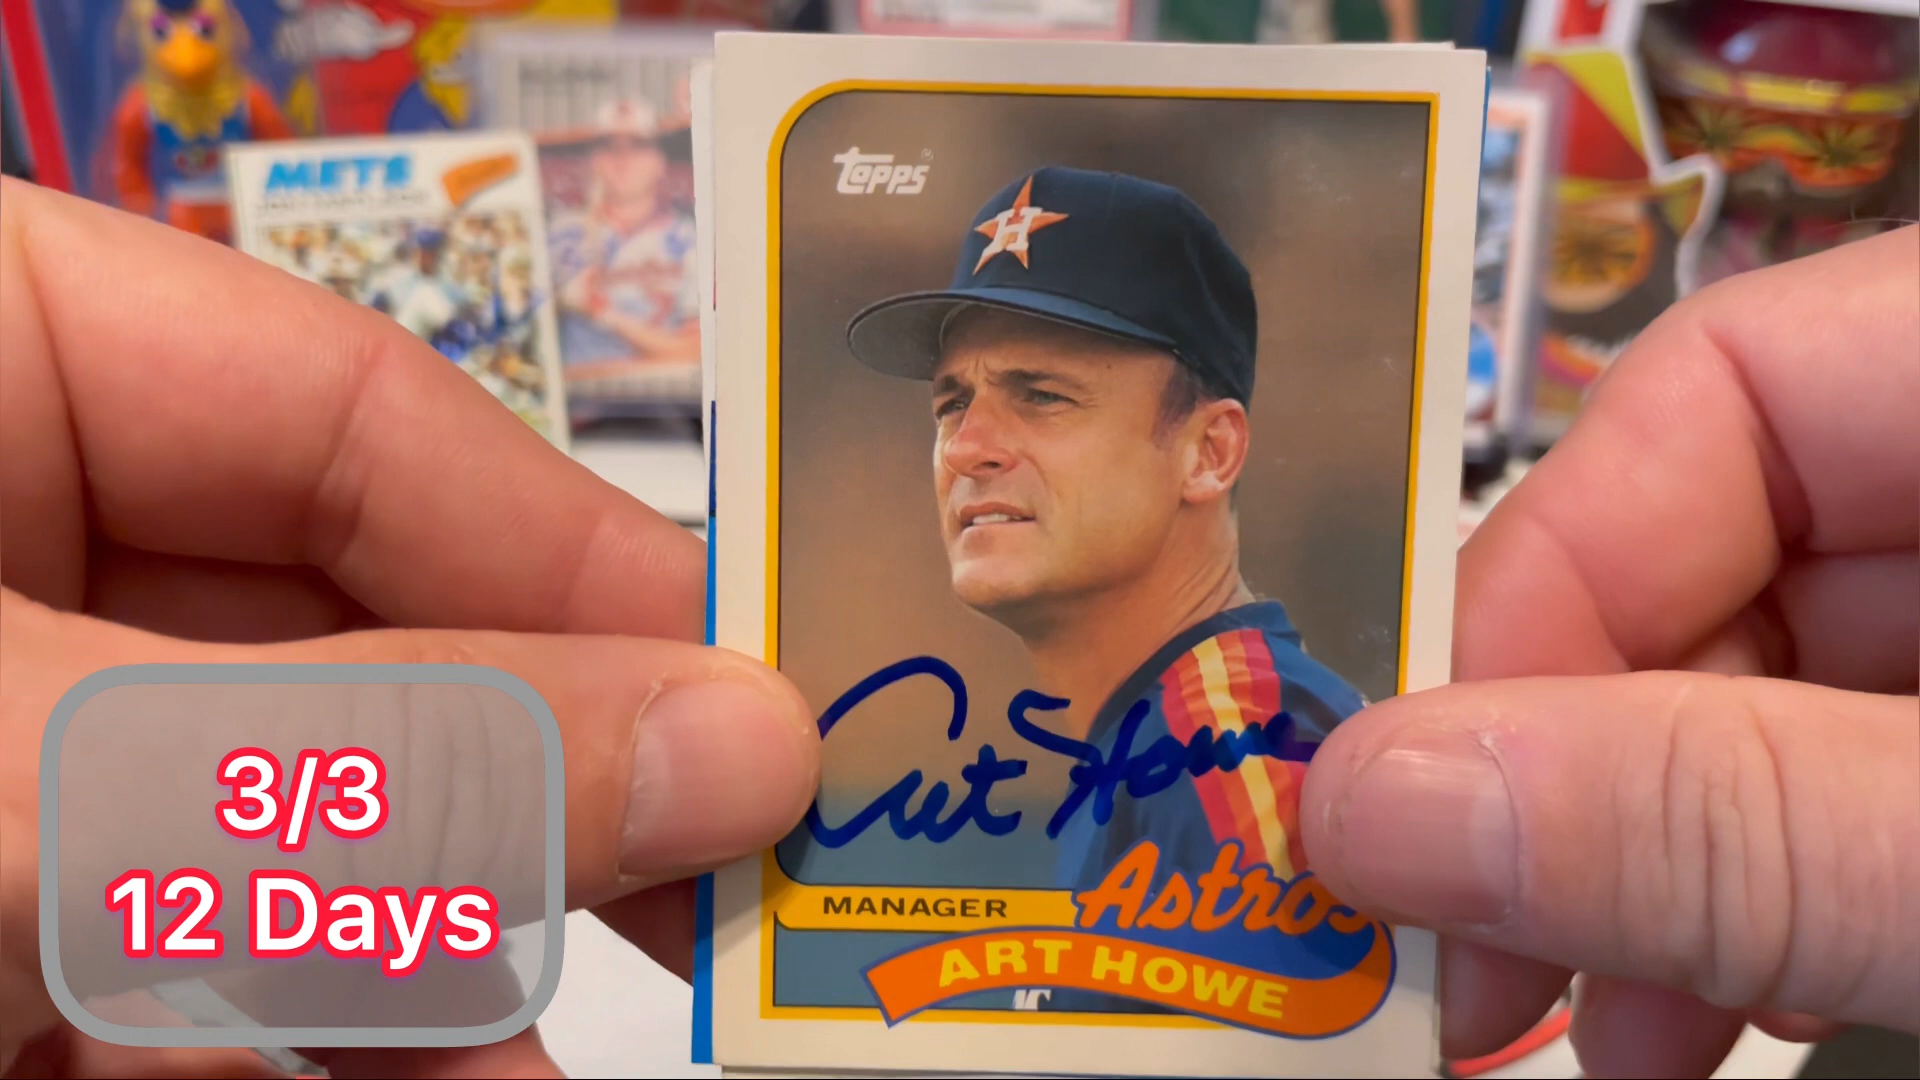 METS
Topps
H
Art Howe
MANAGER
Astros
ART HOWE
3/3
12 Days